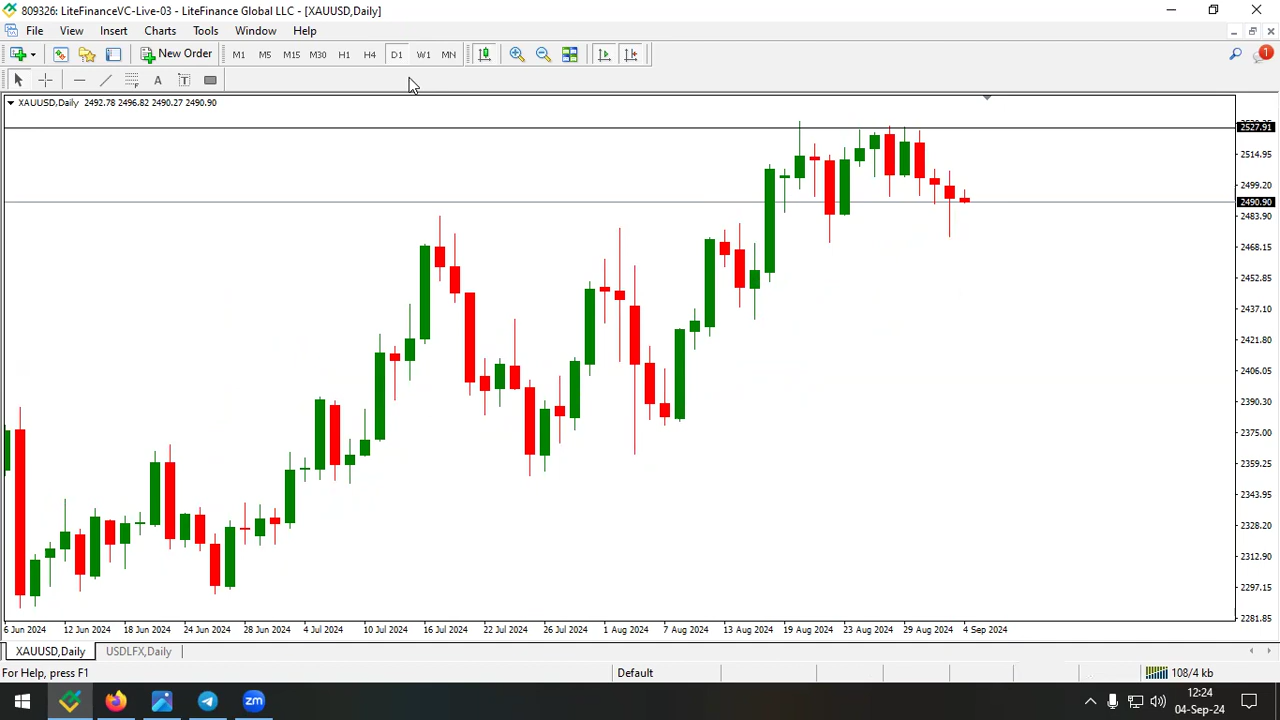 809326: LiteFinanceVC-Live-03 - LiteFinance Global LLC - [XAUUSD,Daily]
File View Insert Charts Tools Window Help
New Order M1 M5 M15 M30 H1 H4 D1 W1 MN 1
A T
XAUUSD,Daily 2492.78 2496.82 2490.27 2490.90
2527.91
2514.95
2499.20
2490.90
2483.90
2468.15
2452.85
2437.10
2421.80
2406.05
2390.30
2375.00
2359.25
2343.95
2328.20
2312.90
2297.15
2281.85
6 Jun 2024 12 Jun 2024 18 Jun 2024 24 Jun 2024 28 Jun 2024 4 Jul 2024 10 Jul 2024 16 Jul 2024 22 Jul 2024 26 Jul 2024 1 Aug 2024 7 Aug 2024 13 Aug 2024 19 Aug 2024 23 Aug 2024 29 Aug 2024 4 Sep 2024
XAUUSD,Daily USDLFX,Daily
For Help, press F1 Default 108/4 kb
zm 12:24
04-Sep-24